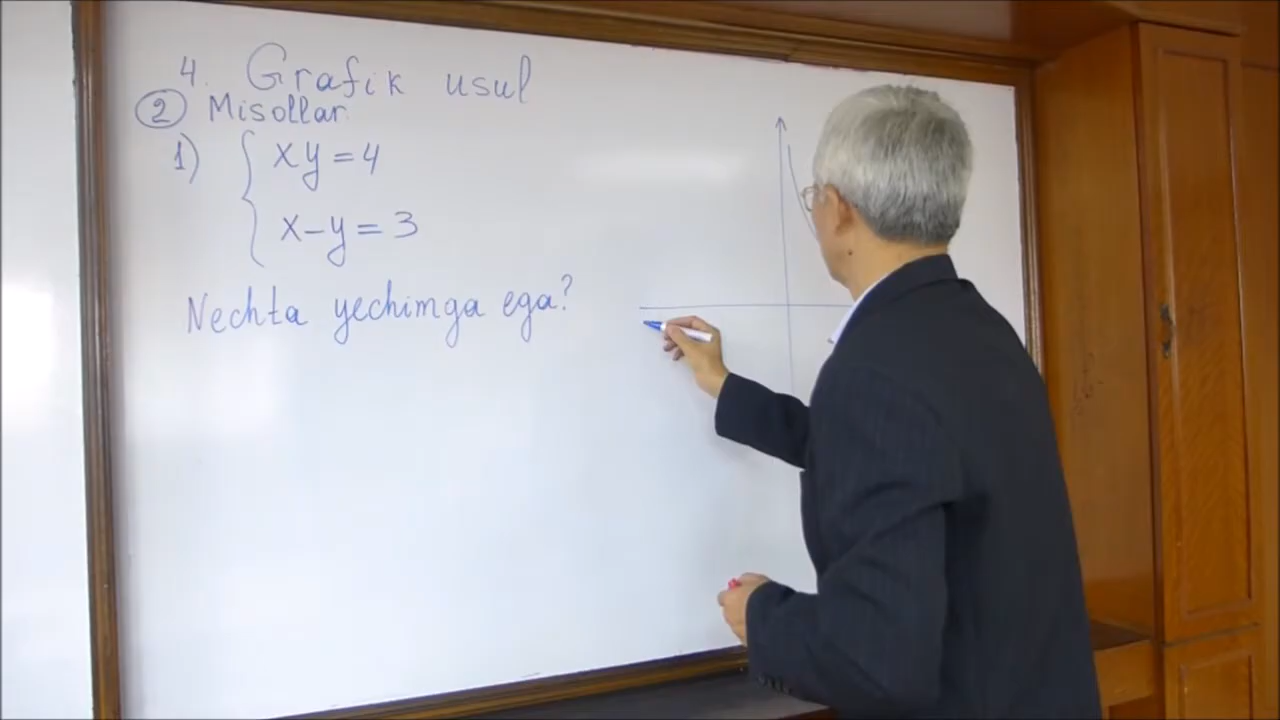 4. Grafik usul
② Misollar
1) { xy = 4
x - y = 3
Nechta yechimga ega?